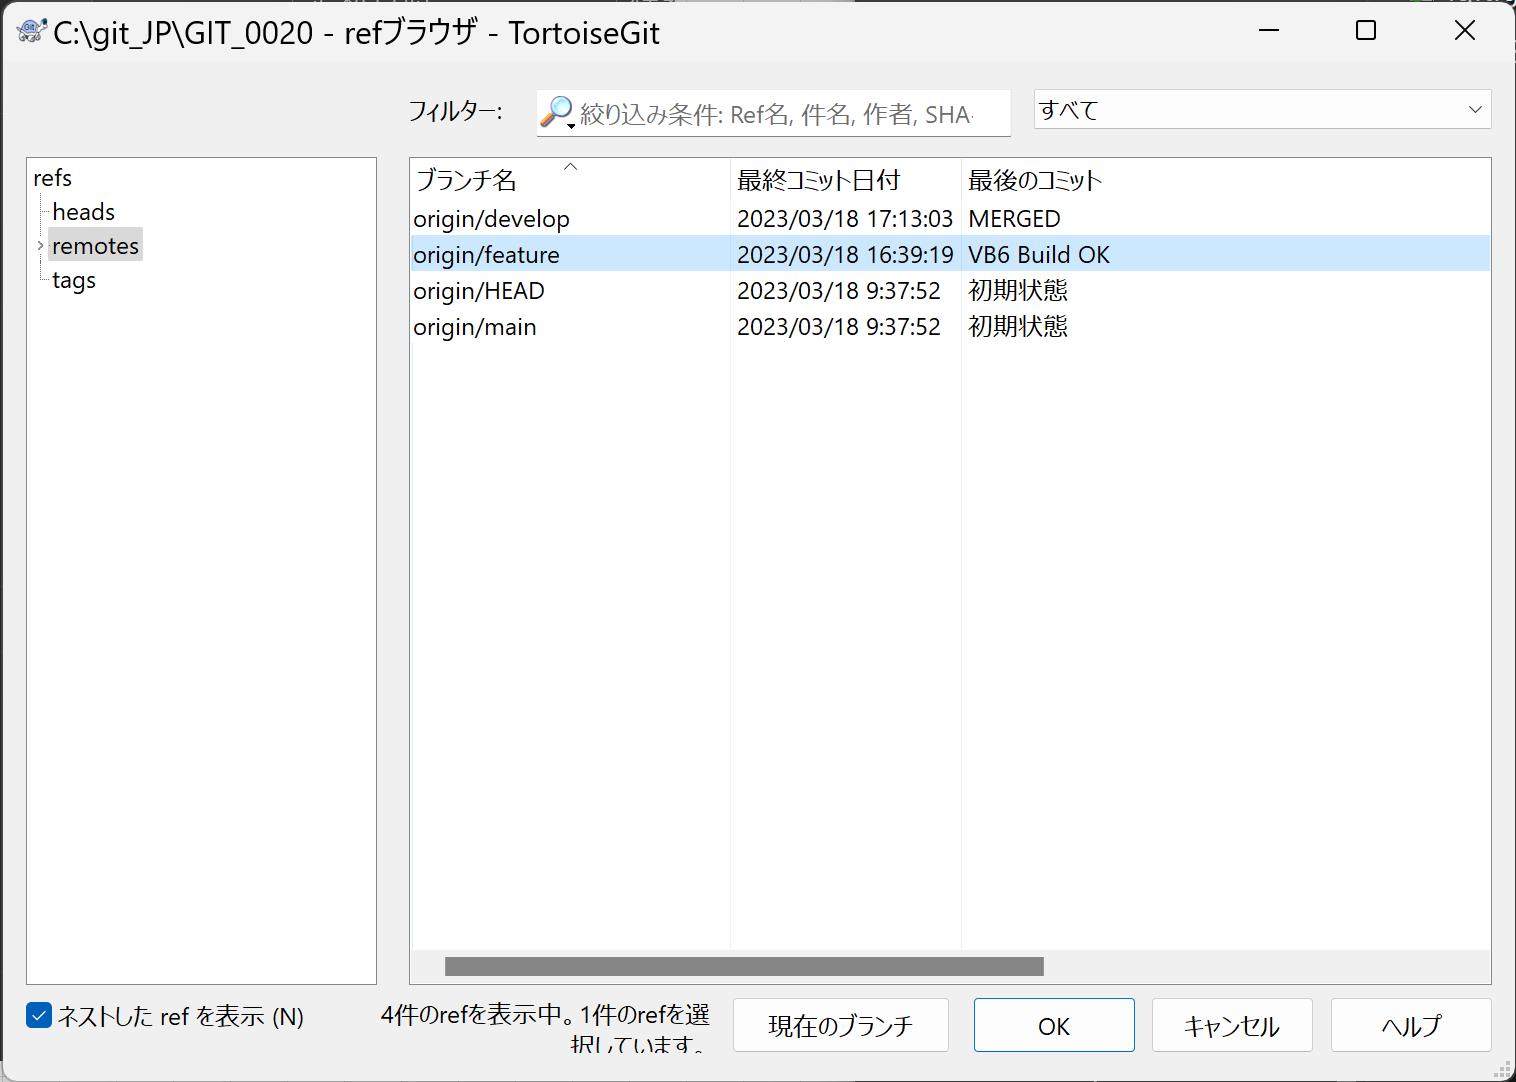 C:\git_JP\GIT_0020 - refブラウザ - TortoiseGit
フィルター: 絞り込み条件: Ref名, 件名, 作者, SHA- すべて
refs
heads
remotes
tags
ブランチ名 最終コミット日付 最後のコミット
origin/develop 2023/03/18 17:13:03 MERGED
origin/feature 2023/03/18 16:39:19 VB6 Build OK
origin/HEAD 2023/03/18 9:37:52 初期状態
origin/main 2023/03/18 9:37:52 初期状態
ネストした ref を表示 (N)
4件のrefを表示中。1件のrefを選
択しています。
現在のブランチ OK キャンセル ヘルプ